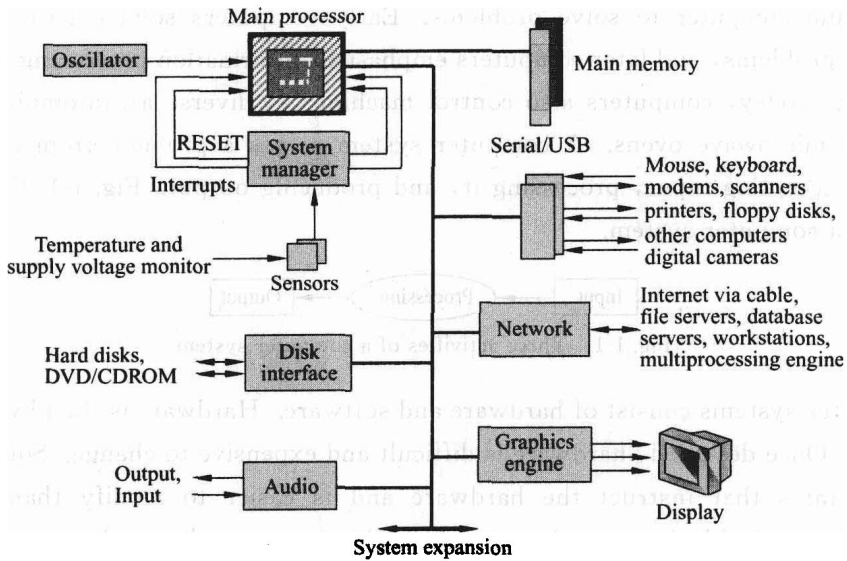 Main processor
Oscillator
Main memory
RESET
System
manager
Interrupts
Serial/USB
Mouse, keyboard,
modems, scanners
printers, floppy disks,
other computers
digital cameras
Temperature and
supply voltage monitor
Sensors
Internet via cable,
file servers, database
servers, workstations,
multiprocessing engine
Network
Hard disks,
DVD/CDROM
Disk
interface
Graphics
engine
Output,
Input
Audio
Display
System expansion